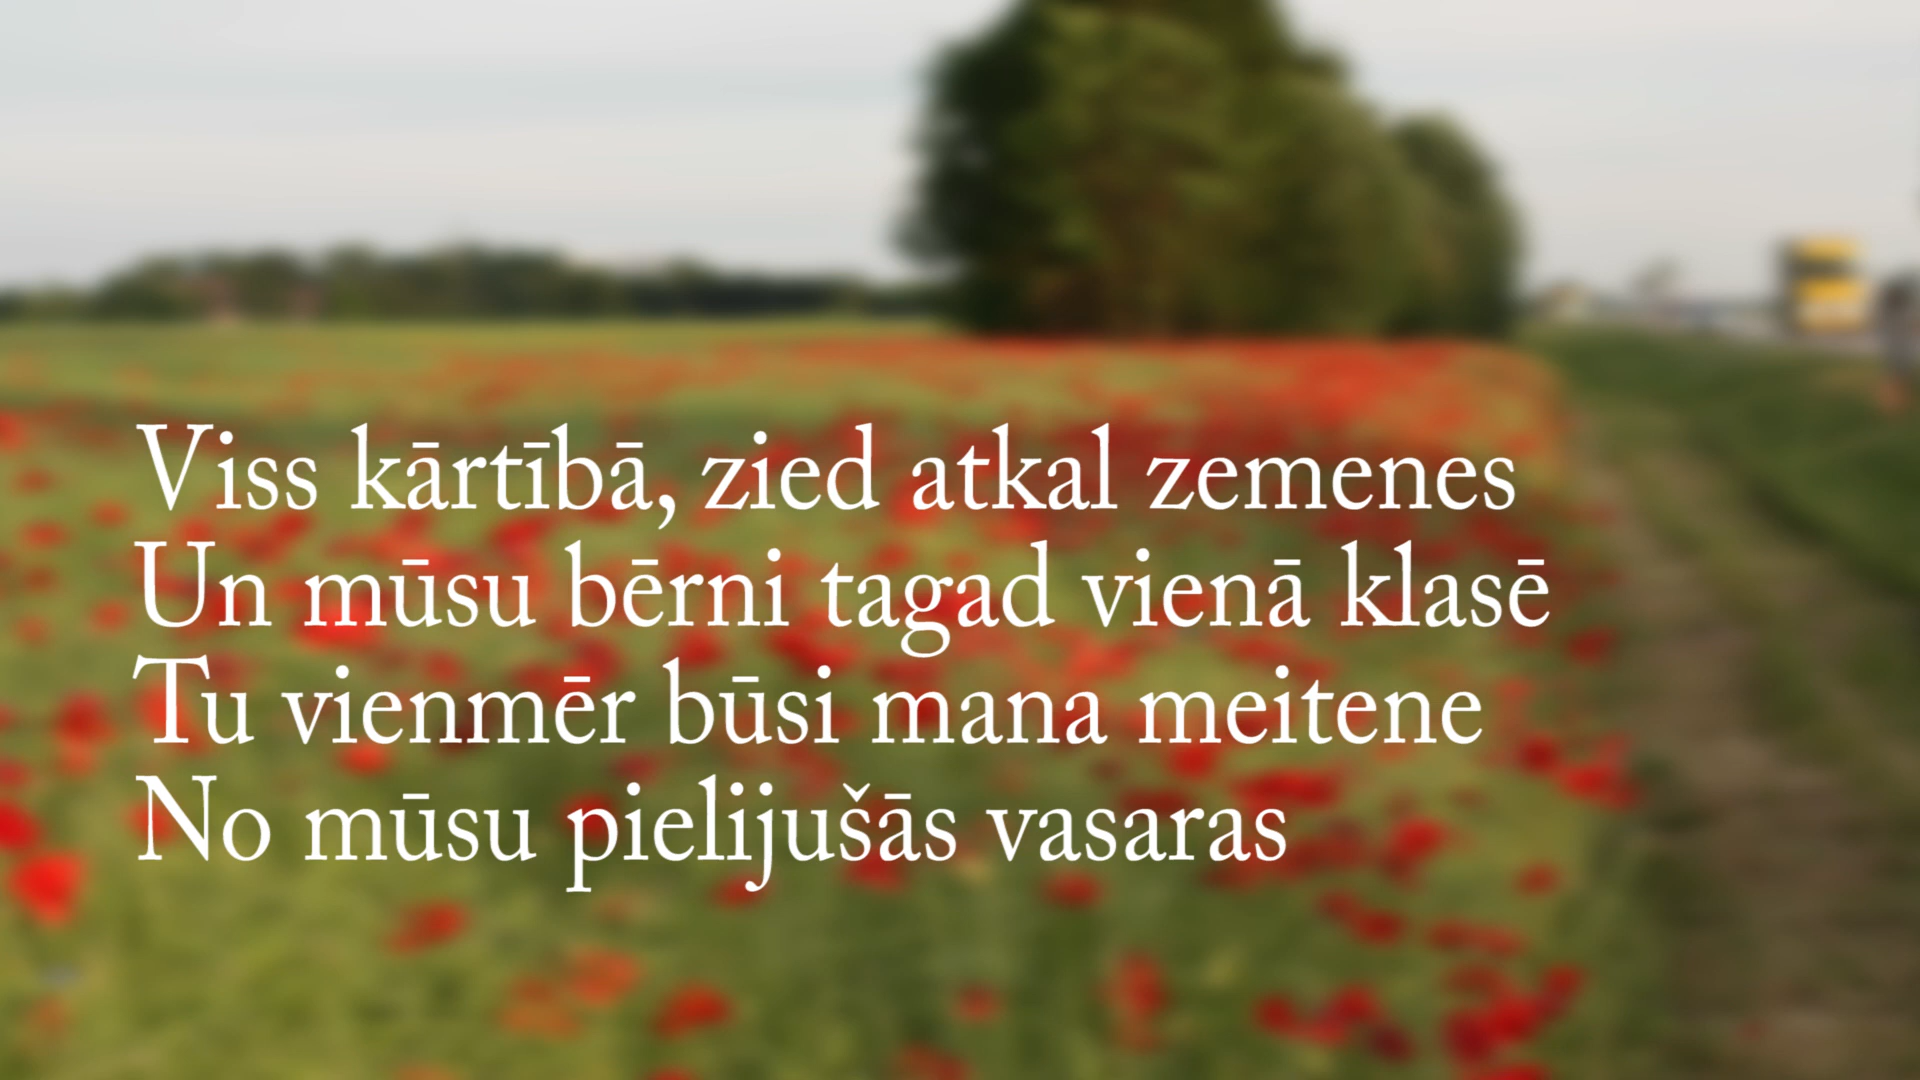 Viss kārtībā, zied atkal zemenes
Un mūsu bērni tagad vienā klasē
Tu vienmēr būsi mana meitene
No mūsu pielijušās vasaras